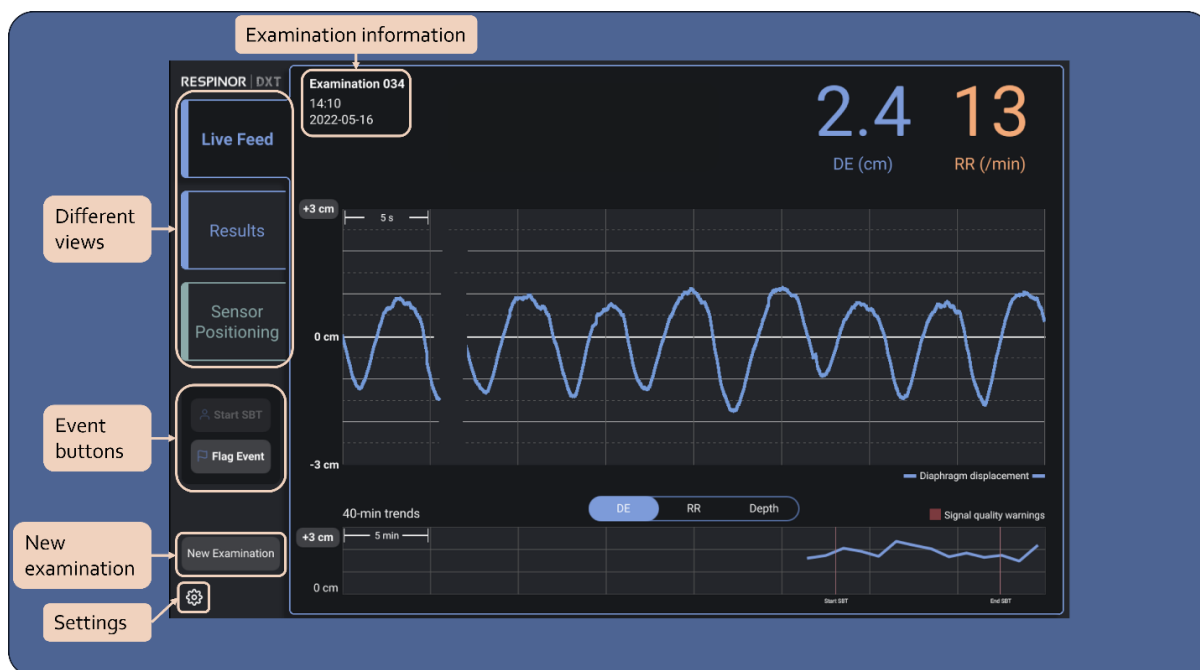 Examination information
RESPINOR | DXT
Examination 034
14:10
2022-05-16
2.4
DE (cm)
13
RR (/min)
Live Feed
Results
Sensor
Positioning
Different
views
Start SBT
Flag Event
Event
buttons
New Examination
New
examination
Settings
+3 cm
5 s
0 cm
-3 cm
Diaphragm displacement
40-min trends
DE
RR
Depth
Signal quality warnings
+3 cm
5 min
0 cm
Start SBT
End SBT